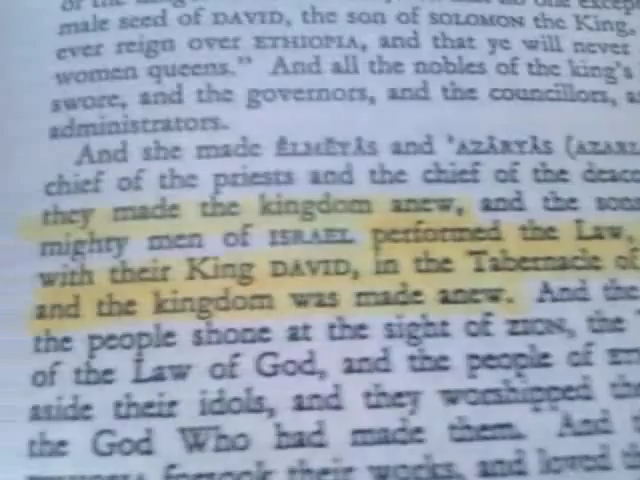 male seed of DAVID, the son of SOLOMON the King,
ever reign over ETHIOPIA, and that ye will never
women queens." And all the nobles of the king's
swore, and the governors, and the councillors,
administrators.
And she made ÊLMÊYÂS and 'AZÂRYÂS
chief of the priests and the chief of the
they made the kingdom anew, and the
mighty men of ISRAEL performed the Law,
with their King DAVID, in the Tabernacle of
and the kingdom was made anew. And
the people shone at the sight of ZION, the
of the Law of God, and the people of
aside their idols, and they worshipped
the God Who had made them. And
forsook their works, and loved